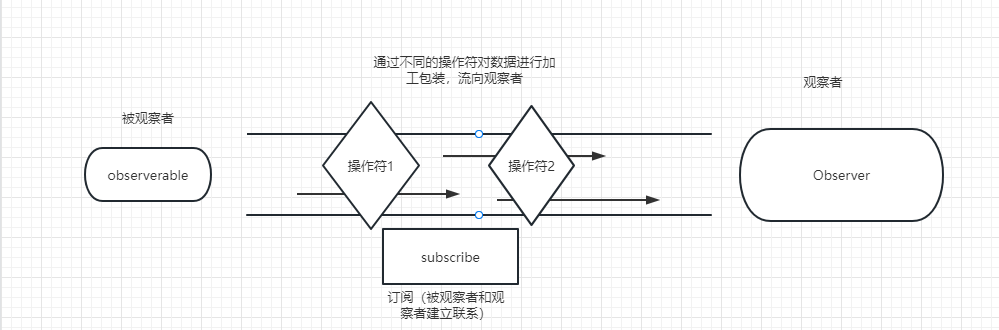 通过不同的操作符对数据进行加
工包装，流向观察者
观察者
被观察者
操作符1
操作符2
observerable
Observer
subscribe
订阅（被观察者和观
察者建立联系）